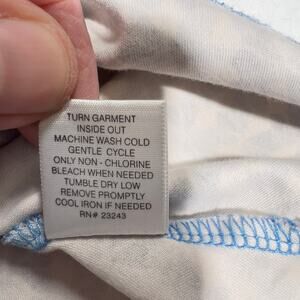 TURN GARMENT
INSIDE OUT
MACHINE WASH COLD
GENTLE CYCLE
ONLY NON - CHLORINE
BLEACH WHEN NEEDED
TUMBLE DRY LOW
REMOVE PROMPTLY
COOL IRON IF NEEDED
RN# 23243